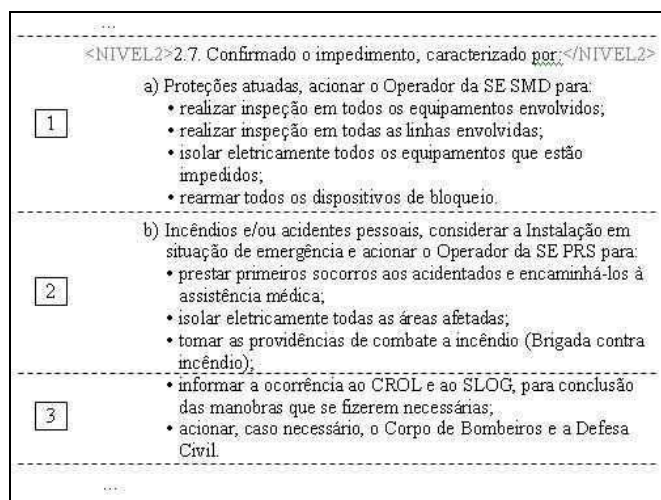 ...
<NIVEL2>2.7. Confirmado o impedimento, caracterizado por:</NIVEL2>
a) Proteções atuadas, acionar o Operador da SE SMD para:
• realizar inspeção em todos os equipamentos envolvidos;
1
• realizar inspeção em todas as linhas envolvidas;
• isolar eletricamente todos os equipamentos que estão
impedidos;
• rearmar todos os dispositivos de bloqueio.
b) Incêndios e/ou acidentes pessoais, considerar a Instalação em
situação de emergência e acionar o Operador da SE PRS para:
• prestar primeiros socorros aos acidentados e encaminhá-los à
2
assistência médica;
• isolar eletricamente todas as áreas afetadas;
• tomar as providências de combate a incêndio (Brigada contra
incêndio);
• informar a ocorrência ao CROL e ao SLOG, para conclusão
das manobras que se fizerem necessárias;
3
• acionar, caso necessário, o Corpo de Bombeiros e a Defesa
Civil.
...